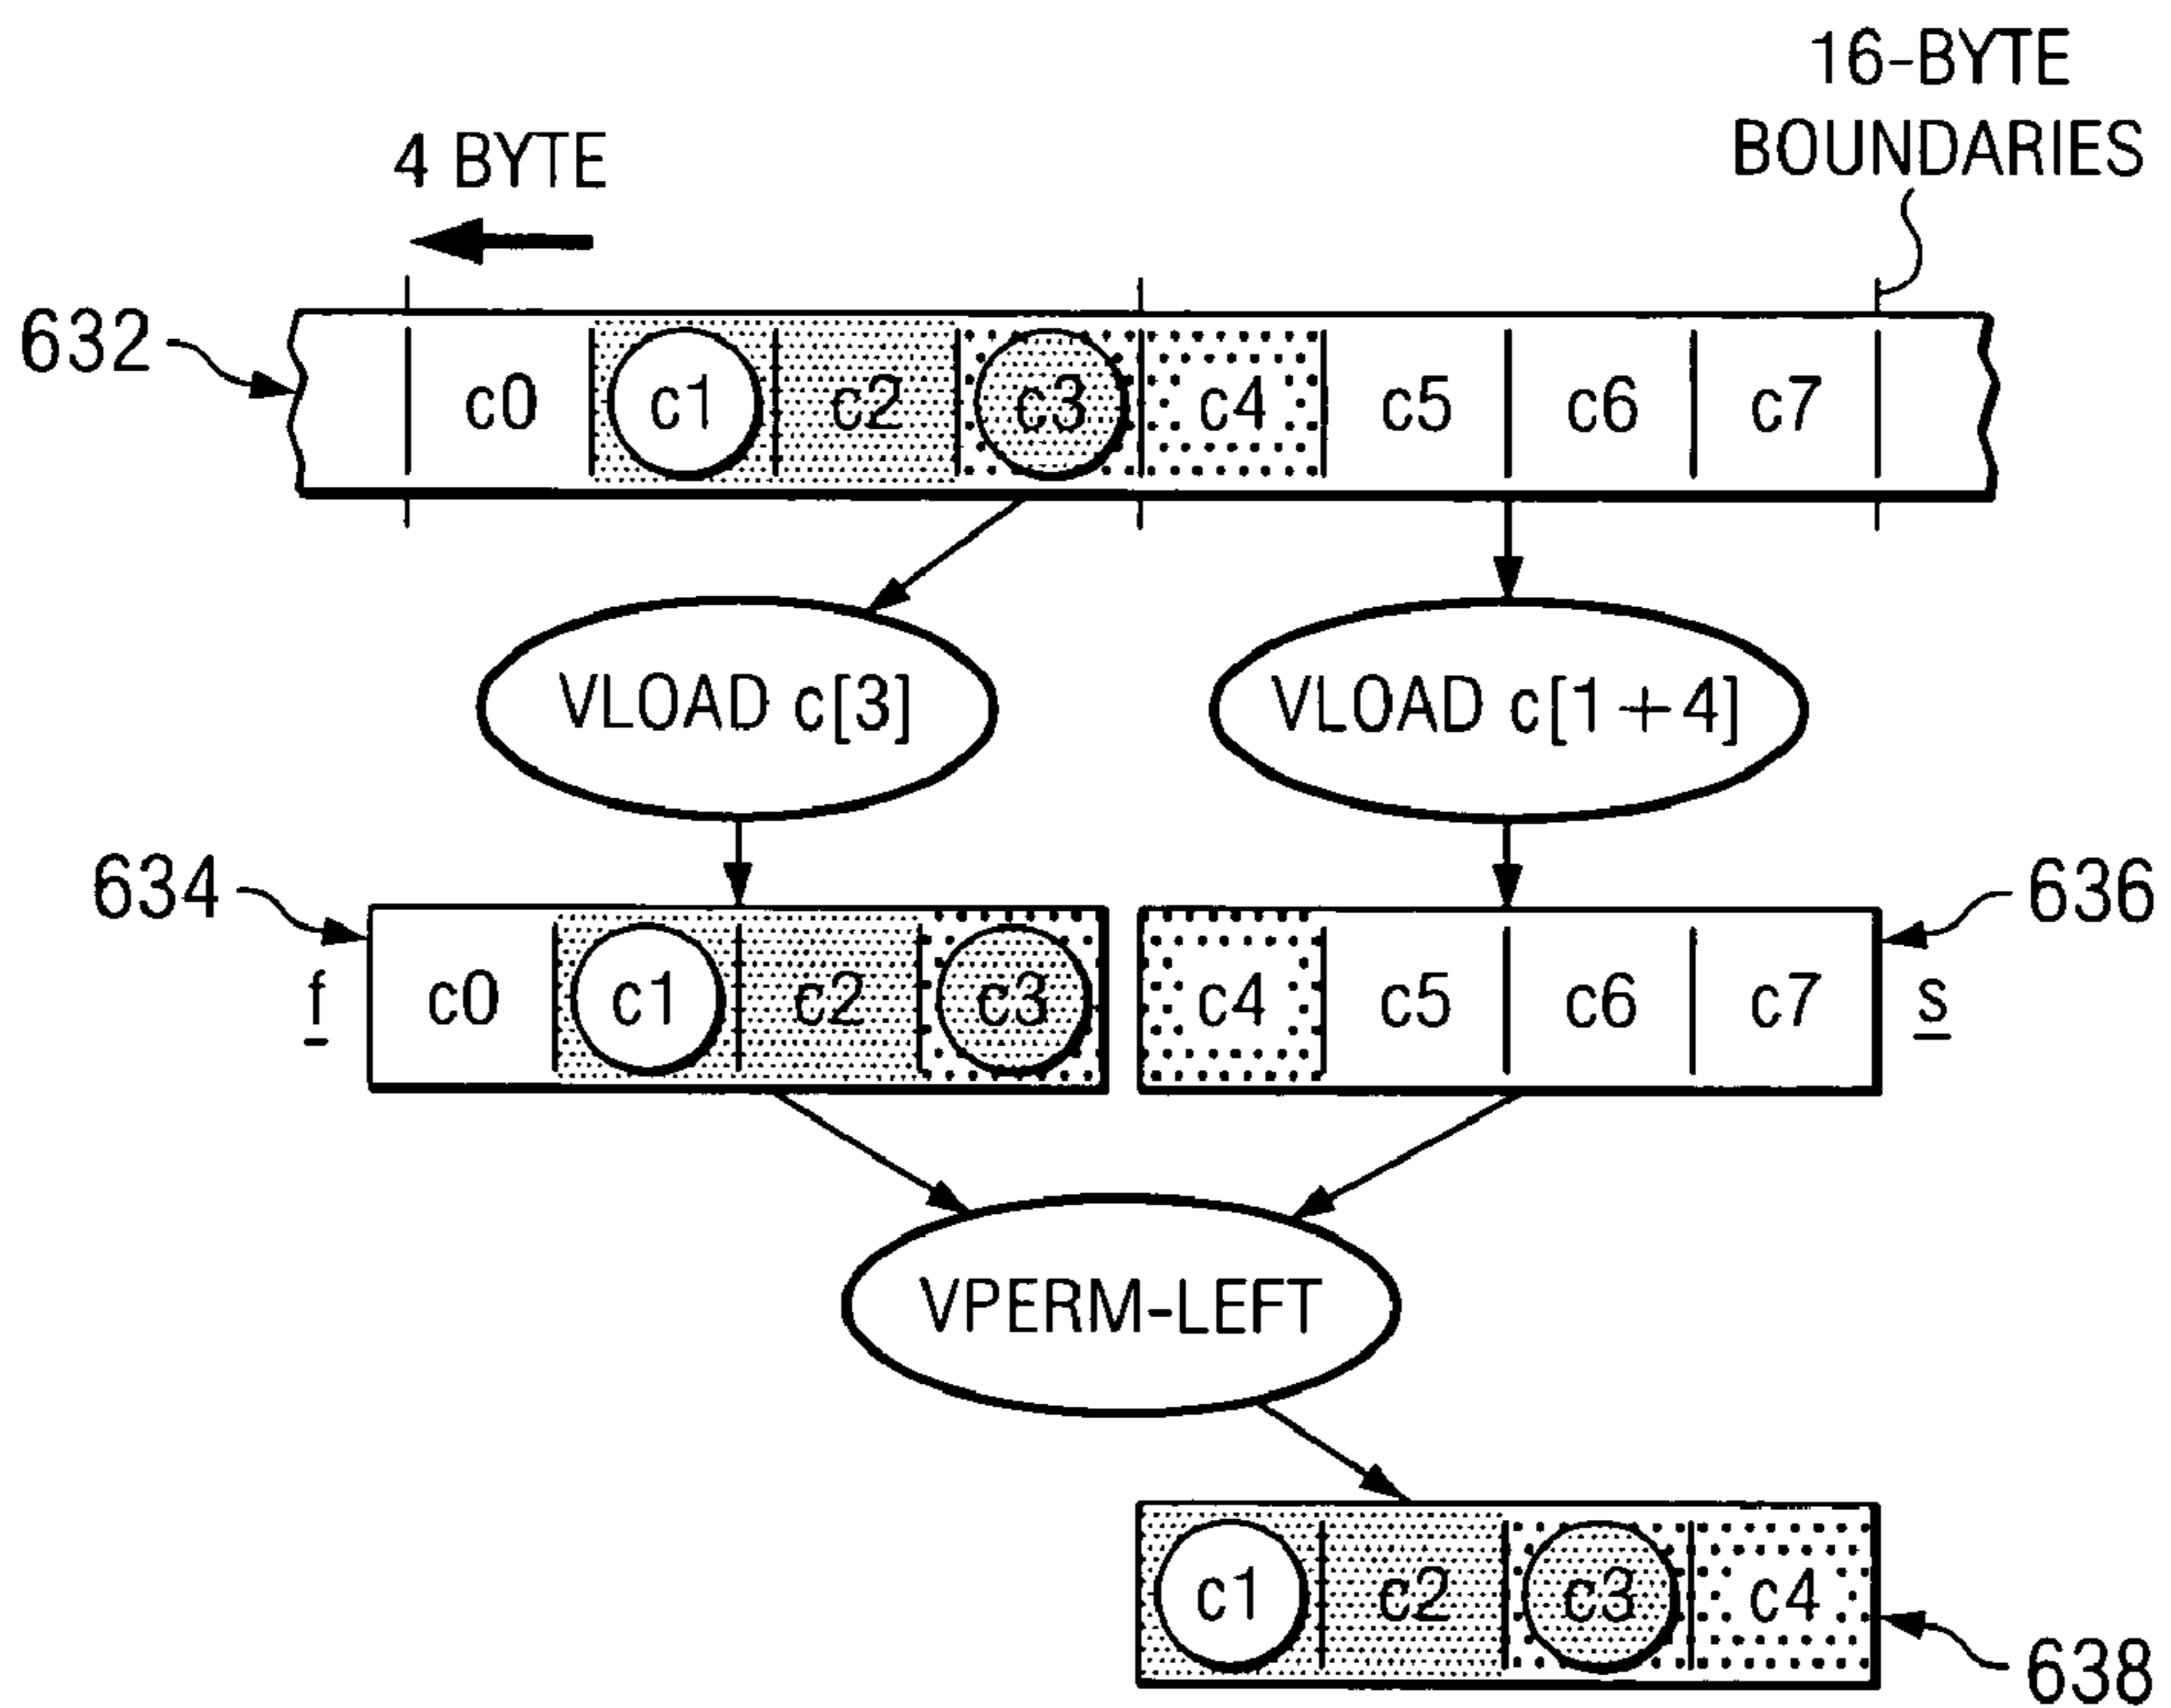 16-BYTE
BOUNDARIES
4 BYTE
632
c0 c1 c2 c3 c4 c5 c6 c7
VLOAD c[3] VLOAD c[1+4]
634 636
f c0 c1 c2 c3 c4 c5 c6 c7 s
VPERM-LEFT
c1 c2 c3 c4
638